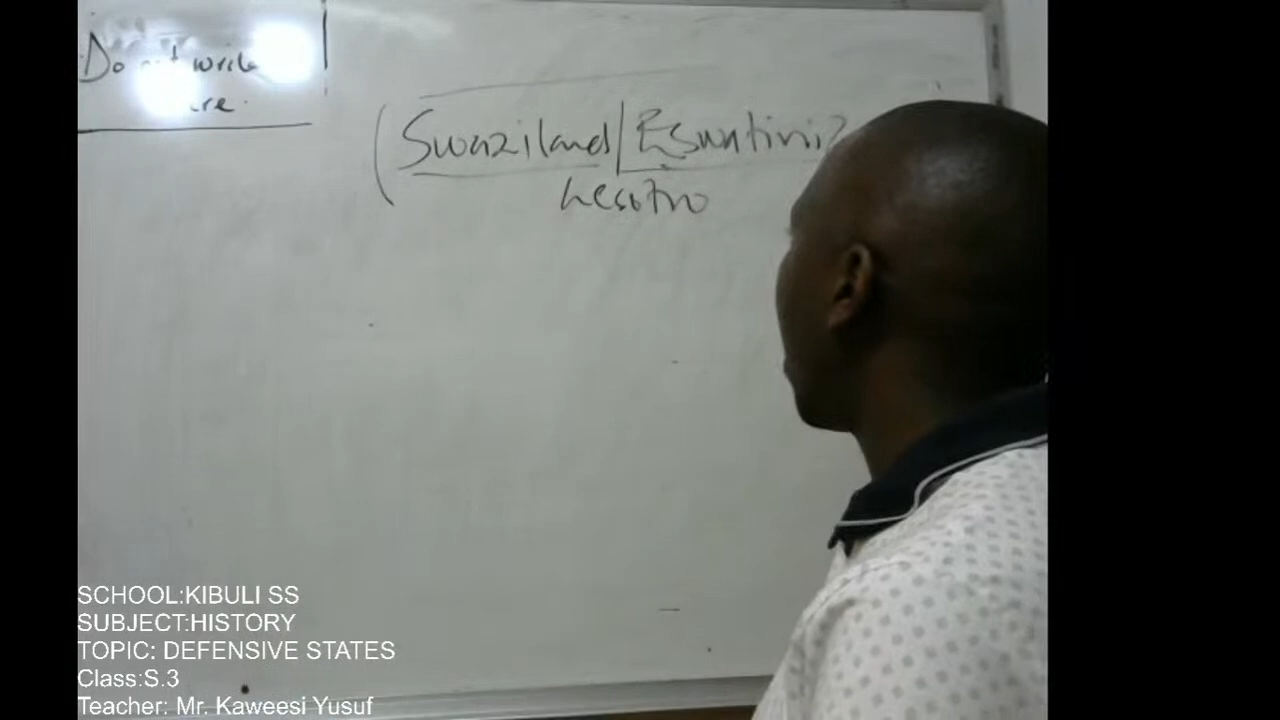 Do not write
here.
Swaziland/Eswatini
Lesotho
SCHOOL:KIBULI SS
SUBJECT:HISTORY
TOPIC: DEFENSIVE STATES
Class:S.3
Teacher: Mr. Kaweesi Yusuf